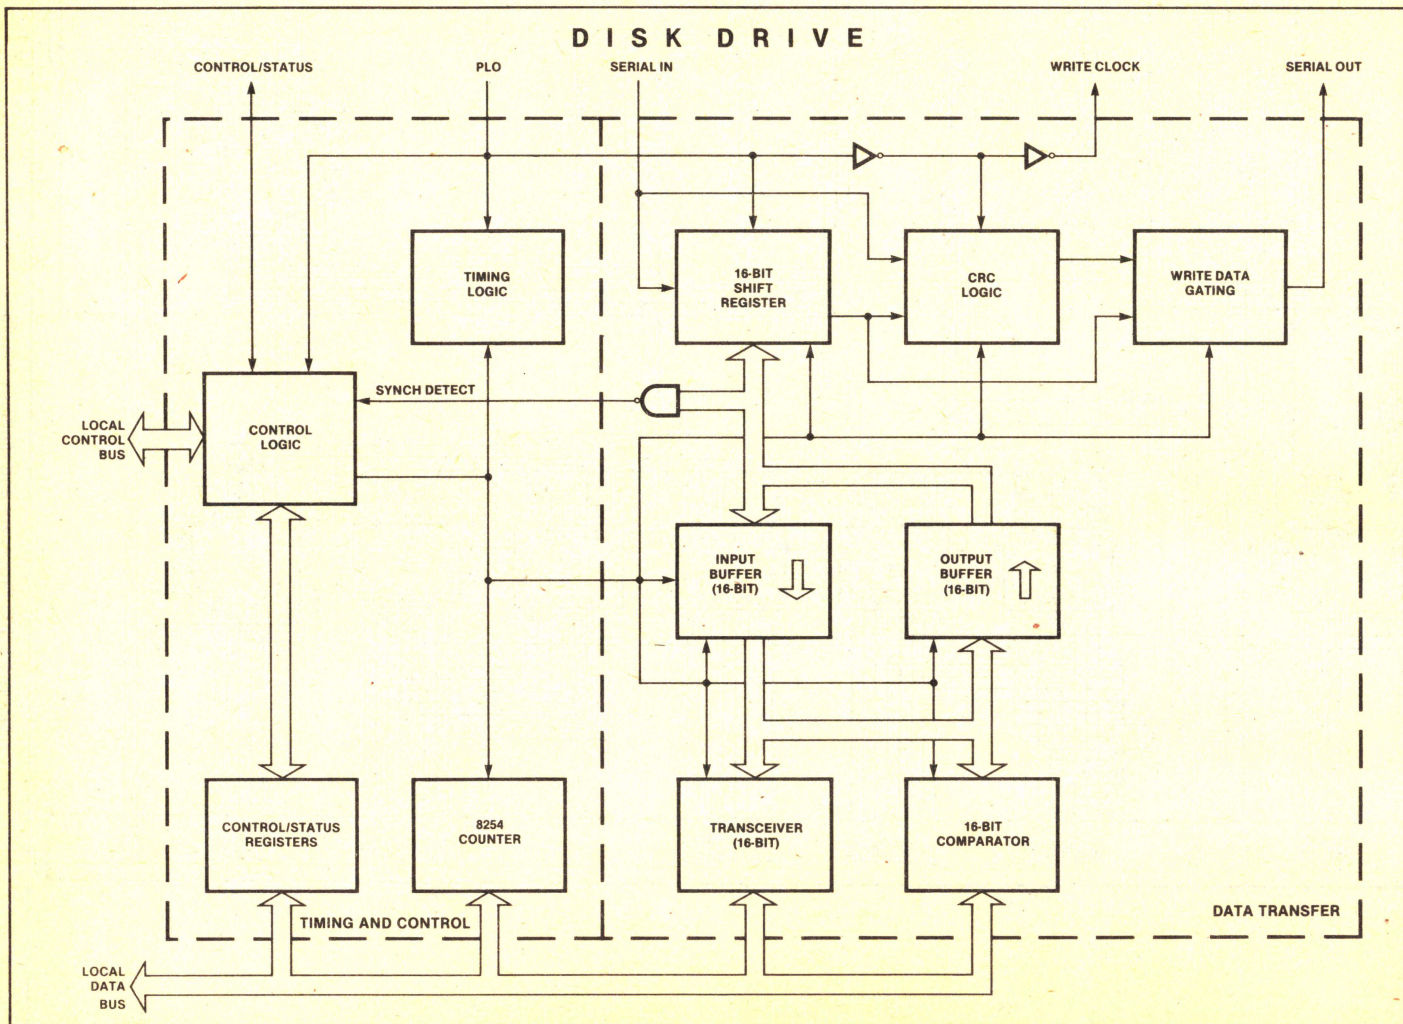 DISK DRIVE
CONTROL/STATUS
PLO
SERIAL IN
WRITE CLOCK
SERIAL OUT
TIMING
LOGIC
16-BIT
SHIFT
REGISTER
CRC
LOGIC
WRITE DATA
GATING
SYNCH DETECT
LOCAL
CONTROL
BUS
CONTROL
LOGIC
INPUT
BUFFER
(16-BIT)
OUTPUT
BUFFER
(16-BIT)
CONTROL/STATUS
REGISTERS
8254
COUNTER
TRANSCEIVER
(16-BIT)
16-BIT
COMPARATOR
TIMING AND CONTROL
DATA TRANSFER
LOCAL
DATA
BUS